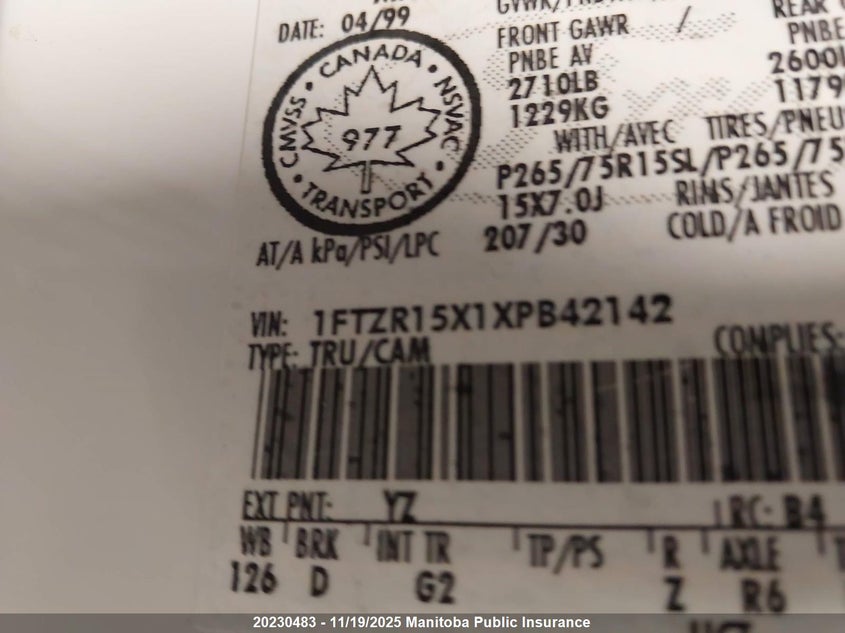 DATE: 04/99
FRONT GAWR /
PNBE AV
2710LB
1229KG
REAR
PNBE
2600
1179
CMVSS • CANADA • NSVAC • TRANSPORT •
977
WITH/AVEC TIRES/PNEU
P265/75R15SL/P265/75
15X7.0J RIMS/JANTES
AT/A kPa/PSI/LPC 207/30 COLD/A FROID
VIN: 1FTZR15X1XPB42142
TYPE: TRU/CAM COMPLIES:
EXT PNT: YZ RC: B4
WB BRK INT TR TP/PS R AXLE
126 D G2 Z R6
20230483 - 11/19/2025 Manitoba Public Insurance